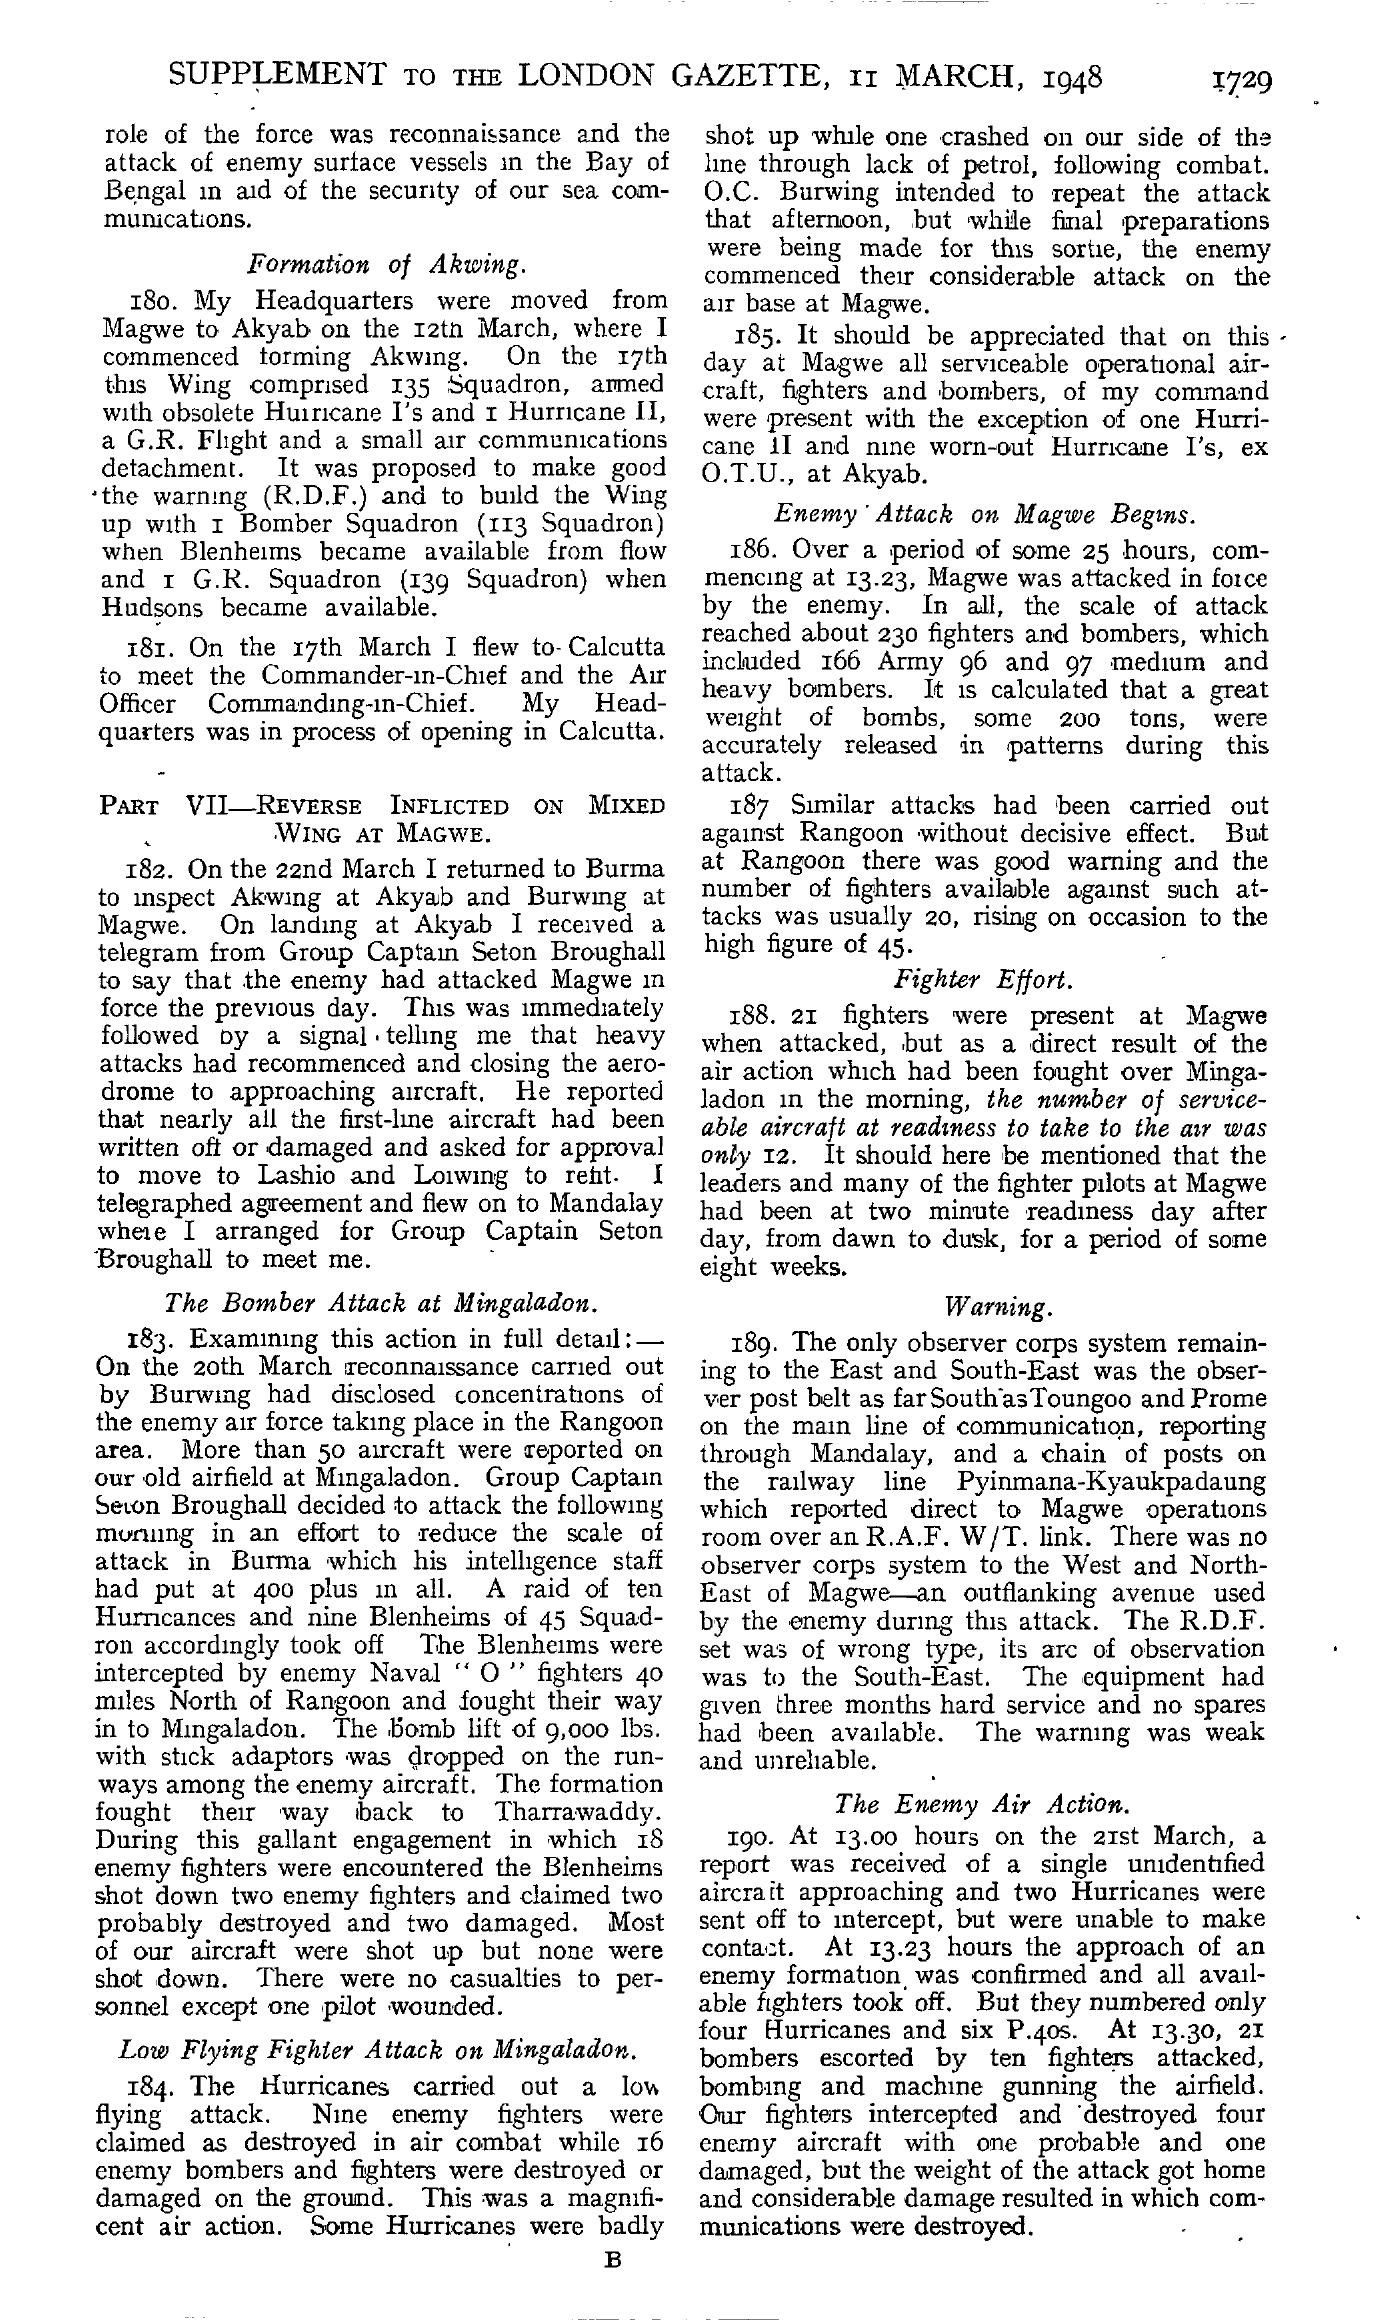 SUPPLEMENT TO THE LONDON GAZETTE, 11 MARCH, 1948 1729
role of the force was reconnaissance and the
attack of enemy surface vessels in the Bay of
Bengal in aid of the security of our sea com-
munications.
Formation of Akwing.
180. My Headquarters were moved from
Magwe to Akyab on the 12th March, where I
commenced forming Akwing. On the 17th
this Wing comprised 135 Squadron, armed
with obsolete Hurricane I's and 1 Hurricane II,
a G.R. Flight and a small air communications
detachment. It was proposed to make good
the warning (R.D.F.) and to build the Wing
up with 1 Bomber Squadron (113 Squadron)
when Blenheims became available from flow
and 1 G.R. Squadron (139 Squadron) when
Hudsons became available.
181. On the 17th March I flew to Calcutta
to meet the Commander-in-Chief and the Air
Officer Commanding-in-Chief. My Head-
quarters was in process of opening in Calcutta.
PART VII—REVERSE INFLICTED ON MIXED
WING AT MAGWE.
182. On the 22nd March I returned to Burma
to inspect Akwing at Akyab and Burwing at
Magwe. On landing at Akyab I received a
telegram from Group Captain Seton Broughall
to say that the enemy had attacked Magwe in
force the previous day. This was immediately
followed by a signal telling me that heavy
attacks had recommenced and closing the aero-
drome to approaching aircraft. He reported
that nearly all the first-line aircraft had been
written off or damaged and asked for approval
to move to Lashio and Loiwing to refit. I
telegraphed agreement and flew on to Mandalay
where I arranged for Group Captain Seton
Broughall to meet me.
The Bomber Attack at Mingaladon.
183. Examining this action in full detail:—
On the 20th March reconnaissance carried out
by Burwing had disclosed concentrations of
the enemy air force taking place in the Rangoon
area. More than 50 aircraft were reported on
our old airfield at Mingaladon. Group Captain
Seton Broughall decided to attack the following
morning in an effort to reduce the scale of
attack in Burma which his intelligence staff
had put at 400 plus in all. A raid of ten
Hurricances and nine Blenheims of 45 Squad-
ron accordingly took off The Blenheims were
intercepted by enemy Naval " O " fighters 40
miles North of Rangoon and fought their way
in to Mingaladon. The bomb lift of 9,000 lbs.
with stick adaptors was dropped on the run-
ways among the enemy aircraft. The formation
fought their way back to Tharrawaddy.
During this gallant engagement in which 18
enemy fighters were encountered the Blenheims
shot down two enemy fighters and claimed two
probably destroyed and two damaged. Most
of our aircraft were shot up but none were
shot down. There were no casualties to per-
sonnel except one pilot wounded.
Low Flying Fighter Attack on Mingaladon.
184. The Hurricanes carried out a low
flying attack. Nine enemy fighters were
claimed as destroyed in air combat while 16
enemy bombers and fighters were destroyed or
damaged on the ground. This was a magnifi-
cent air action. Some Hurricanes were badly
shot up while one crashed on our side of the
line through lack of petrol, following combat.
O.C. Burwing intended to repeat the attack
that afternoon, but while final preparations
were being made for this sortie, the enemy
commenced their considerable attack on the
air base at Magwe.
185. It should be appreciated that on this
day at Magwe all serviceable operational air-
craft, fighters and bombers, of my command
were present with the exception of one Hurri-
cane II and nine worn-out Hurricane I's, ex
O.T.U., at Akyab.
Enemy Attack on Magwe Begins.
186. Over a period of some 25 hours, com-
mencing at 13.23, Magwe was attacked in force
by the enemy. In all, the scale of attack
reached about 230 fighters and bombers, which
included 166 Army 96 and 97 medium and
heavy bombers. It is calculated that a great
weight of bombs, some 200 tons, were
accurately released in patterns during this
attack.
187 Similar attacks had been carried out
against Rangoon without decisive effect. But
at Rangoon there was good warning and the
number of fighters available against such at-
tacks was usually 20, rising on occasion to the
high figure of 45.
Fighter Effort.
188. 21 fighters were present at Magwe
when attacked, but as a direct result of the
air action which had been fought over Minga-
ladon in the morning, the number of service-
able aircraft at readiness to take to the air was
only 12. It should here be mentioned that the
leaders and many of the fighter pilots at Magwe
had been at two minute readiness day after
day, from dawn to dusk, for a period of some
eight weeks.
Warning.
189. The only observer corps system remain-
ing to the East and South-East was the obser-
ver post belt as far South as Toungoo and Prome
on the main line of communication, reporting
through Mandalay, and a chain of posts on
the railway line Pyinmana-Kyaukpadaung
which reported direct to Magwe operations
room over an R.A.F. W/T. link. There was no
observer corps system to the West and North-
East of Magwe—an outflanking avenue used
by the enemy during this attack. The R.D.F.
set was of wrong type, its arc of observation
was to the South-East. The equipment had
given three months hard service and no spares
had been available. The warning was weak
and unreliable.
The Enemy Air Action.
190. At 13.00 hours on the 21st March, a
report was received of a single unidentified
aircraft approaching and two Hurricanes were
sent off to intercept, but were unable to make
contact. At 13.23 hours the approach of an
enemy formation was confirmed and all avail-
able fighters took off. But they numbered only
four Hurricanes and six P.40s. At 13.30, 21
bombers escorted by ten fighters attacked,
bombing and machine gunning the airfield.
Our fighters intercepted and destroyed four
enemy aircraft with one probable and one
damaged, but the weight of the attack got home
and considerable damage resulted in which com-
munications were destroyed.
B